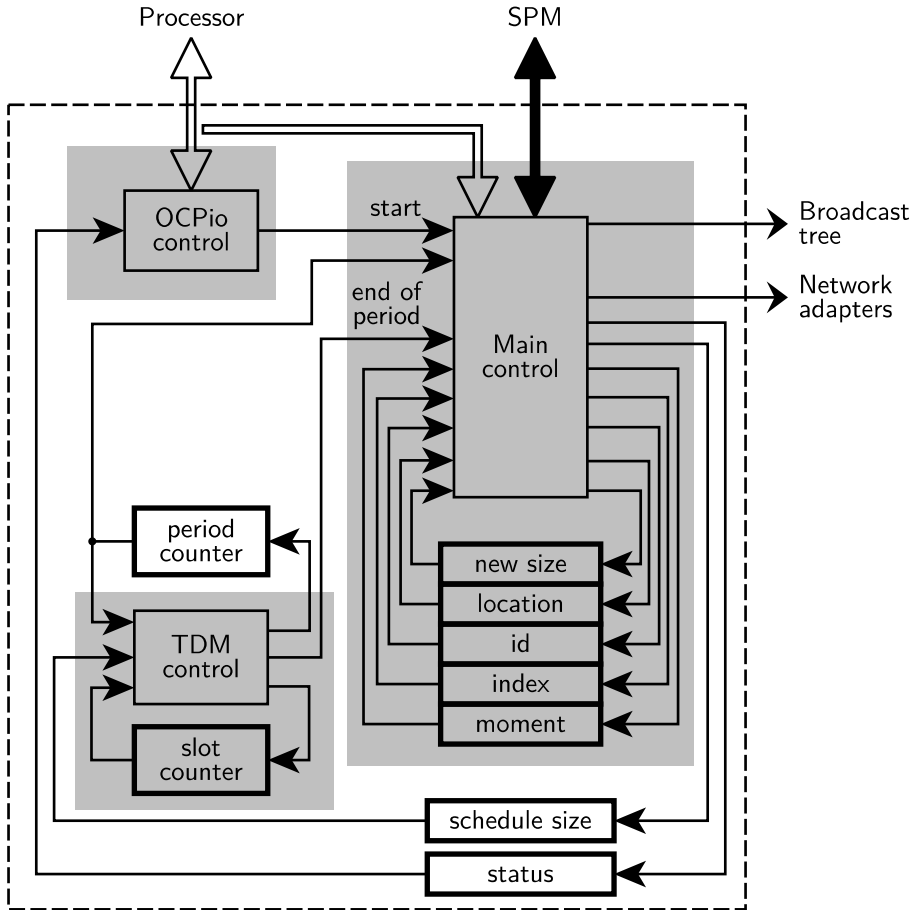 Processor
SPM
OCPio
control
start
Broadcast
tree
end of
period
Network
adapters
Main
control
period
counter
new size
location
TDM
control
id
index
moment
slot
counter
schedule size
status